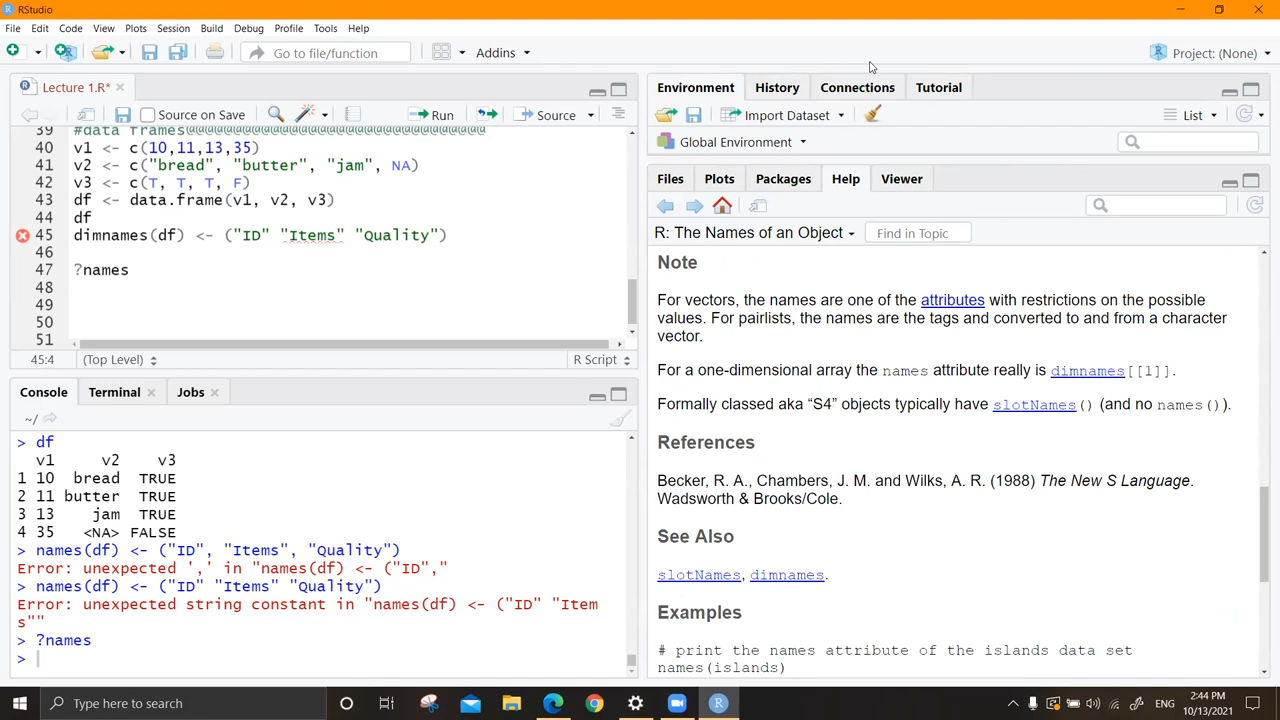 RStudio
File Edit Code View Plots Session Build Debug Profile Tools Help
Go to file/function Addins Project: (None)
Lecture 1.R*
Source on Save Run Source
39 #data frames@@@@@@@@@@@@@@@@@@@@@@@@@@@@@@@@
40 v1 <- c(10,11,13,35)
41 v2 <- c("bread", "butter", "jam", NA)
42 v3 <- c(T, T, T, F)
43 df <- data.frame(v1, v2, v3)
44 df
45 dimnames(df) <- ("ID" "Items" "Quality")
46
47 ?names
48
49
50
51
45:4 (Top Level) R Script
Console Terminal Jobs
~/
> df
v1 v2 v3
1 10 bread TRUE
2 11 butter TRUE
3 13 jam TRUE
4 35 <NA> FALSE
> names(df) <- ("ID", "Items", "Quality")
Error: unexpected ',' in "names(df) <- ("ID","
> names(df) <- ("ID" "Items" "Quality")
Error: unexpected string constant in "names(df) <- ("ID" "Item
s""
> ?names
>
Environment History Connections Tutorial
Import Dataset List
Global Environment
Files Plots Packages Help Viewer
R: The Names of an Object Find in Topic
Note
For vectors, the names are one of the attributes with restrictions on the possible
values. For pairlists, the names are the tags and converted to and from a character
vector.
For a one-dimensional array the names attribute really is dimnames[[1]].
Formally classed aka “S4” objects typically have slotNames() (and no names()).
References
Becker, R. A., Chambers, J. M. and Wilks, A. R. (1988) The New S Language.
Wadsworth & Brooks/Cole.
See Also
slotNames, dimnames.
Examples
# print the names attribute of the islands data set
names(islands)
Type here to search
ENG
2:44 PM
10/13/2021